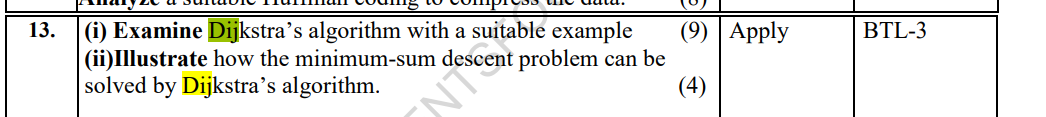 13. (i) Examine Dijkstra’s algorithm with a suitable example (9) Apply BTL-3
(ii)Illustrate how the minimum-sum descent problem can be
solved by Dijkstra’s algorithm. (4)